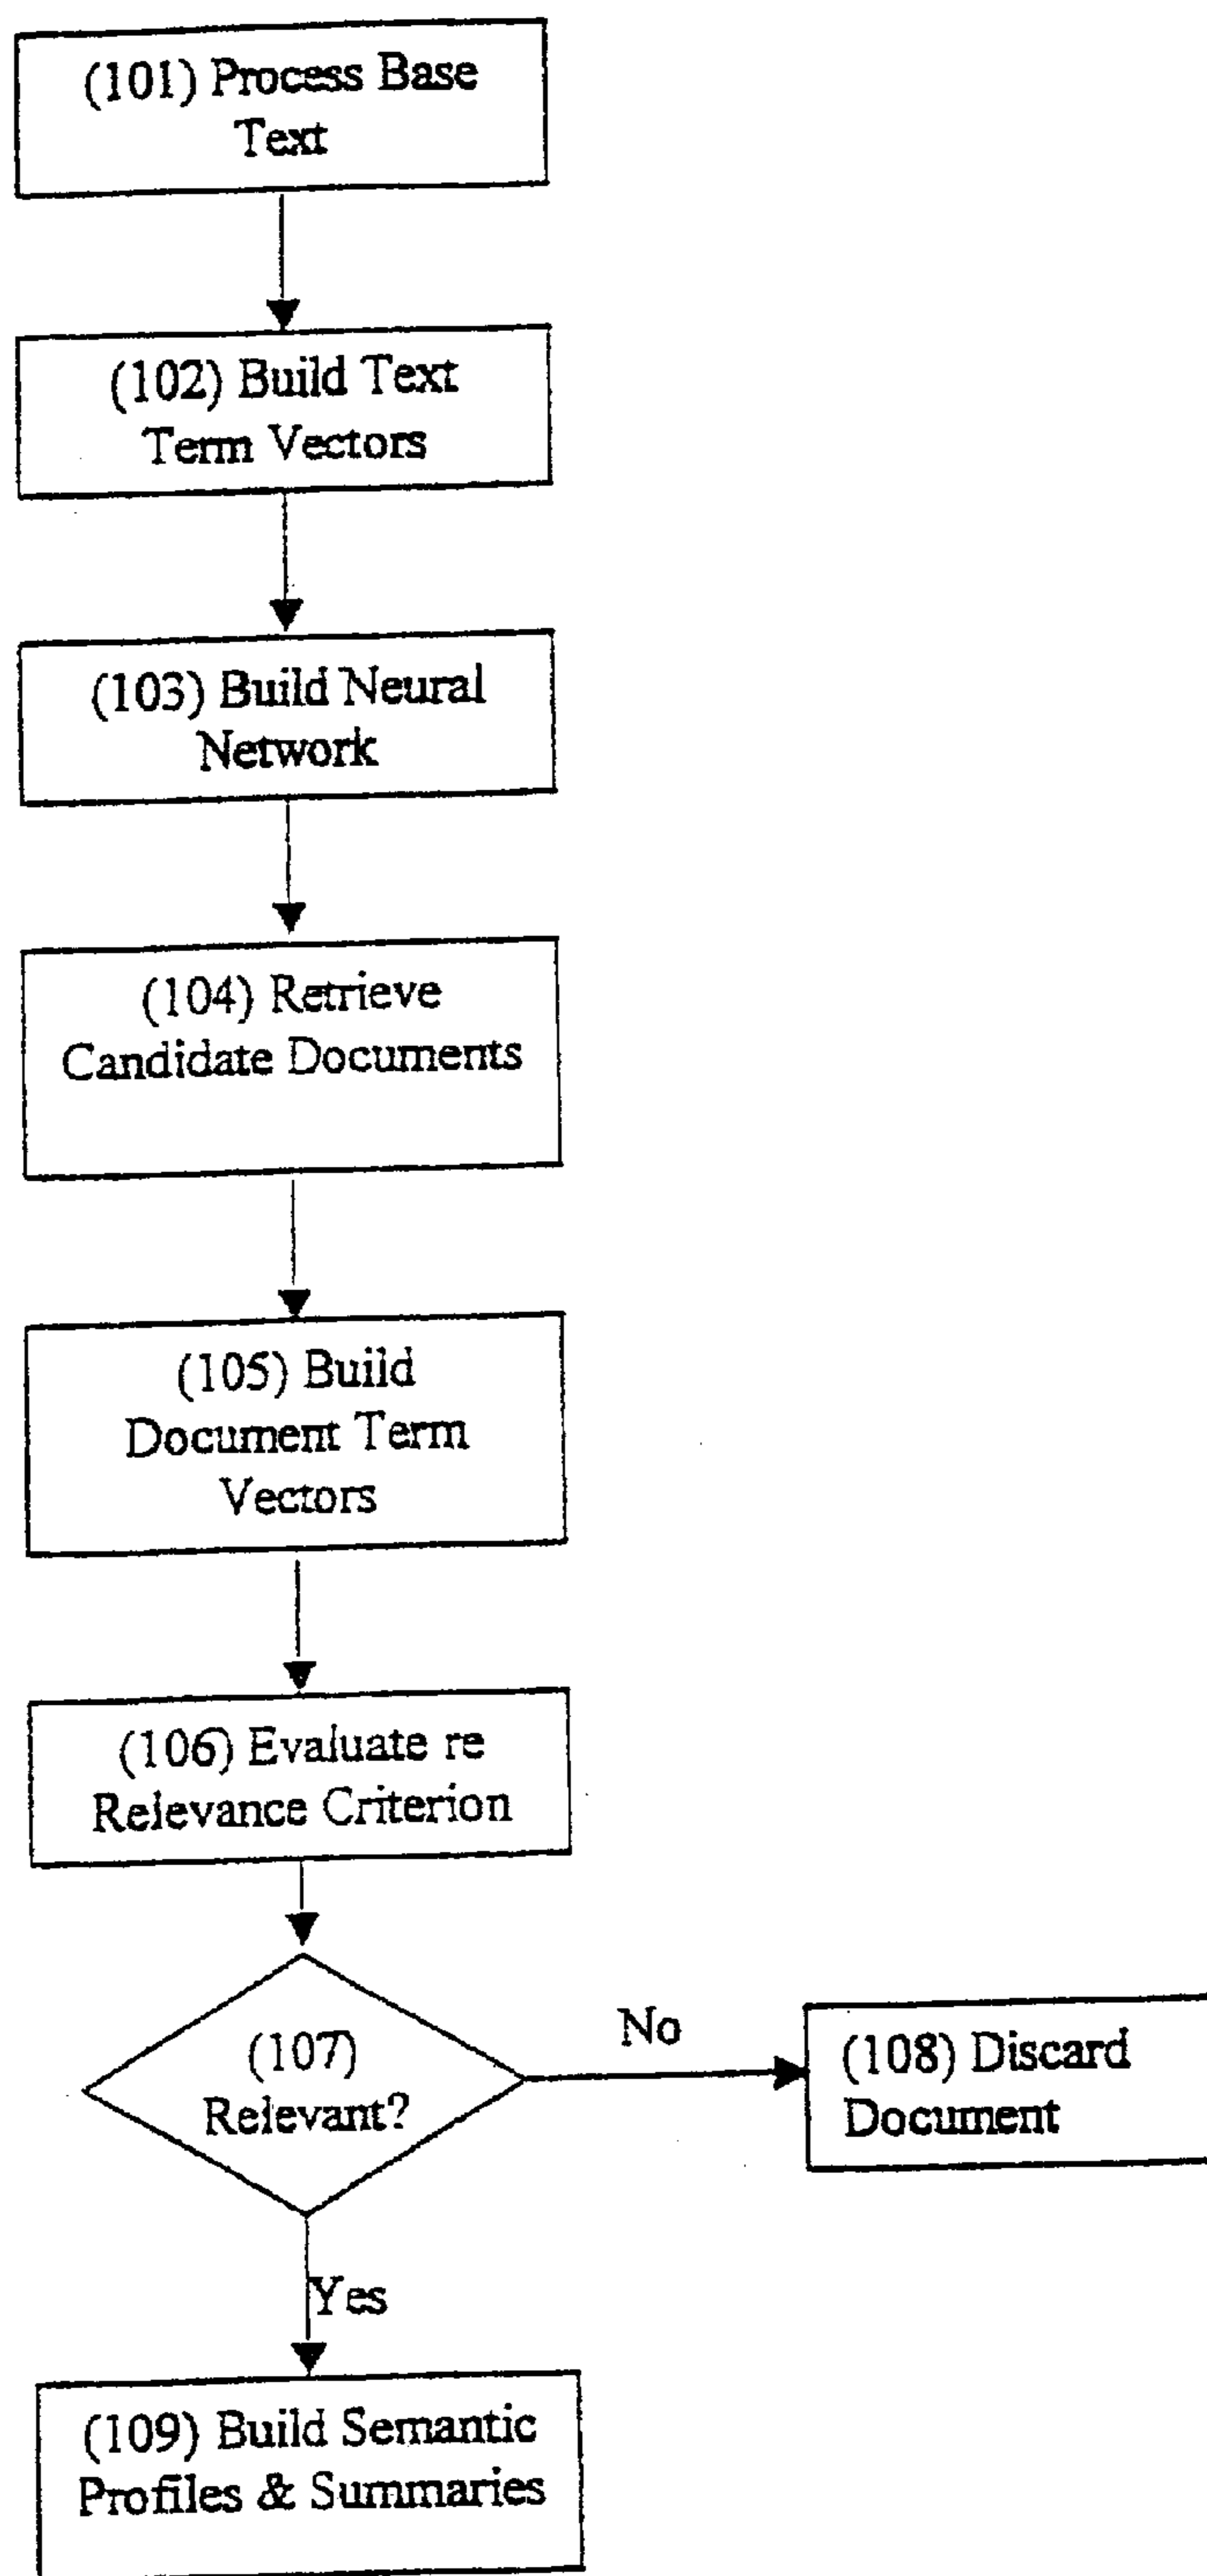 (101) Process Base
Text
(102) Build Text
Term Vectors
(103) Build Neural
Network
(104) Retrieve
Candidate Documents
(105) Build
Document Term
Vectors
(106) Evaluate re
Relevance Criterion
(107)
Relevant?
No
(108) Discard
Document
Yes
(109) Build Semantic
Profiles & Summaries